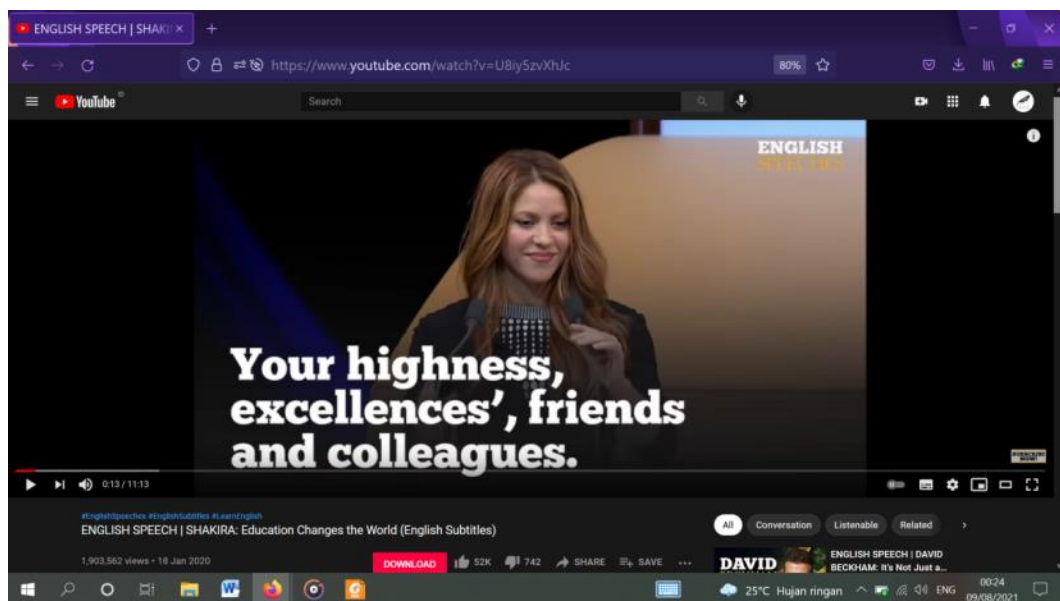 ENGLISH SPEECH | SHAKI
https://www.youtube.com/watch?v=U8iy5zvXhJc
80%
YouTube
Search
ENGLISH
SPEECHES
Your highness,
excellences’, friends
and colleagues.
SUBSCRIBE
NOW!
0:13 / 11:13
#EnglishSpeeches #EnglishSubtitles #LearnEnglish
ENGLISH SPEECH | SHAKIRA: Education Changes the World (English Subtitles)
1,903,562 views • 18 Jan 2020
DOWNLOAD
52K
742
SHARE
SAVE
All
Conversation
Listenable
Related
DAVID
ENGLISH SPEECH | DAVID
BECKHAM: It's Not Just a...
25°C Hujan ringan
ENG
00:24
09/08/2021